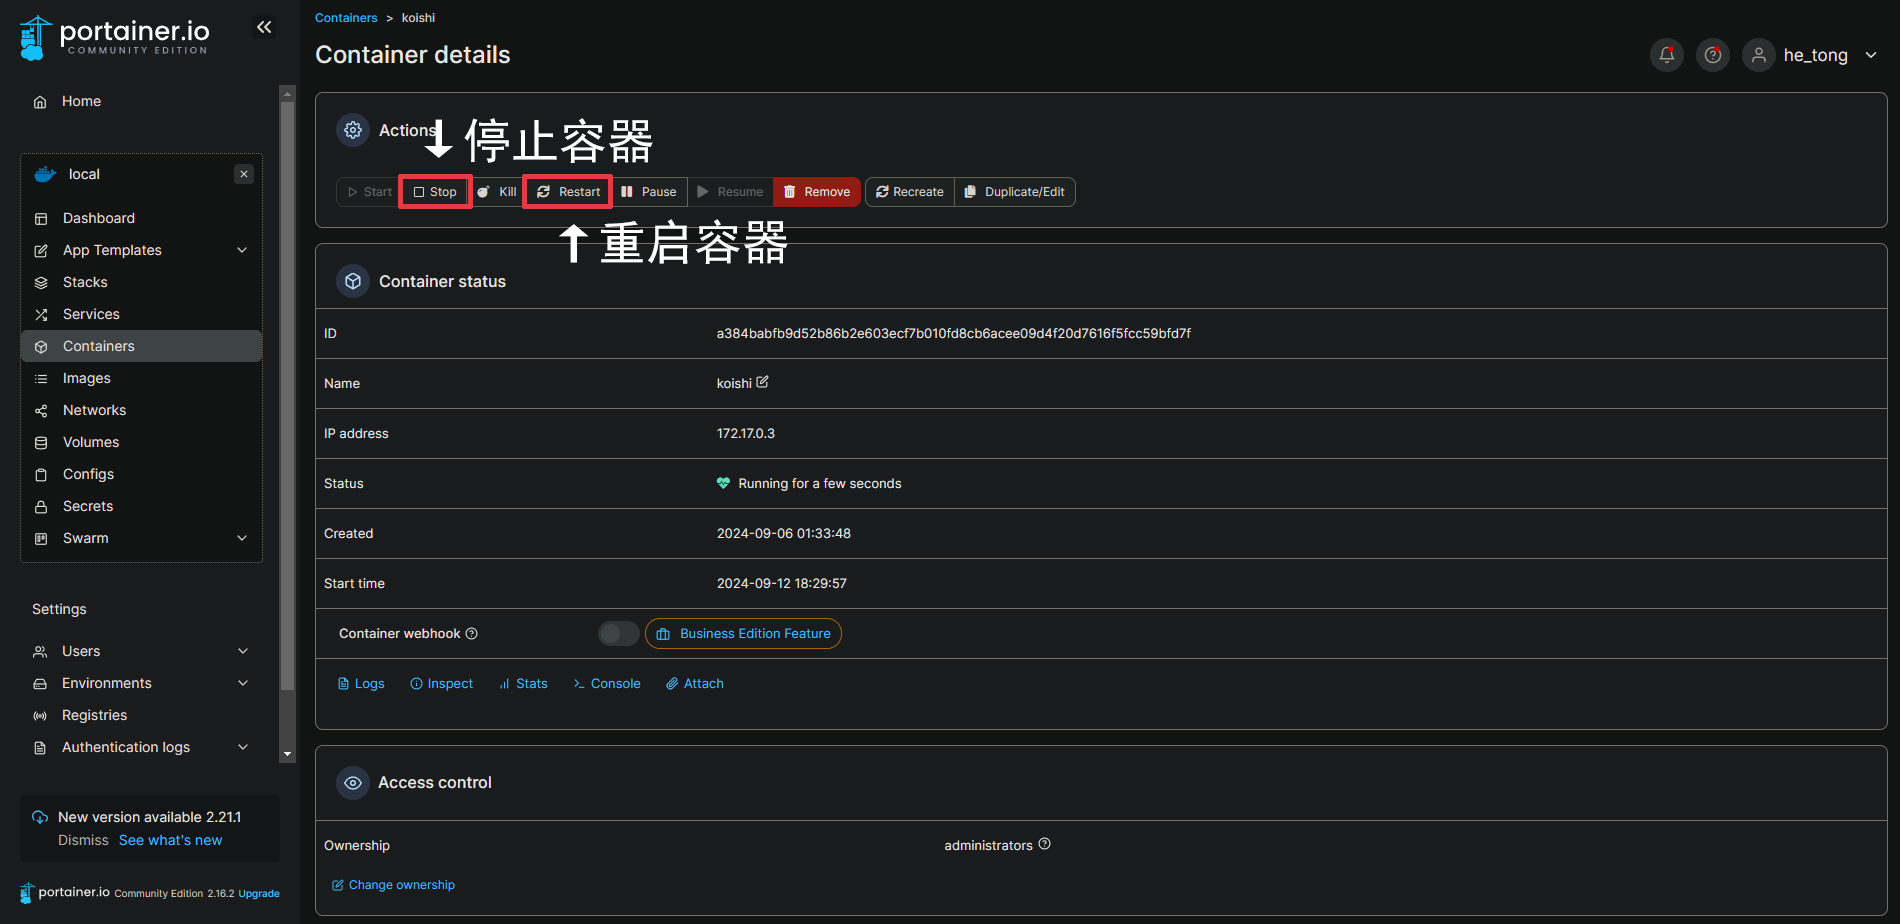 portainer.io
COMMUNITY EDITION
Home
local
Dashboard
App Templates
Stacks
Services
Containers
Images
Networks
Volumes
Configs
Secrets
Swarm
Settings
Users
Environments
Registries
Authentication logs
New version available 2.21.1
Dismiss See what's new
portainer.io Community Edition 2.16.2 Upgrade
Containers > koishi
Container details
he_tong
Actions
↓停止容器
Start Stop Kill Restart Pause Resume Remove Recreate Duplicate/Edit
↑重启容器
Container status
ID a384babfb9d52b86b2e603ecf7b010fd8cb6acee09d4f20d7616f5fcc59bfd7f
Name koishi
IP address 172.17.0.3
Status Running for a few seconds
Created 2024-09-06 01:33:48
Start time 2024-09-12 18:29:57
Container webhook Business Edition Feature
Logs Inspect Stats Console Attach
Access control
Ownership administrators
Change ownership